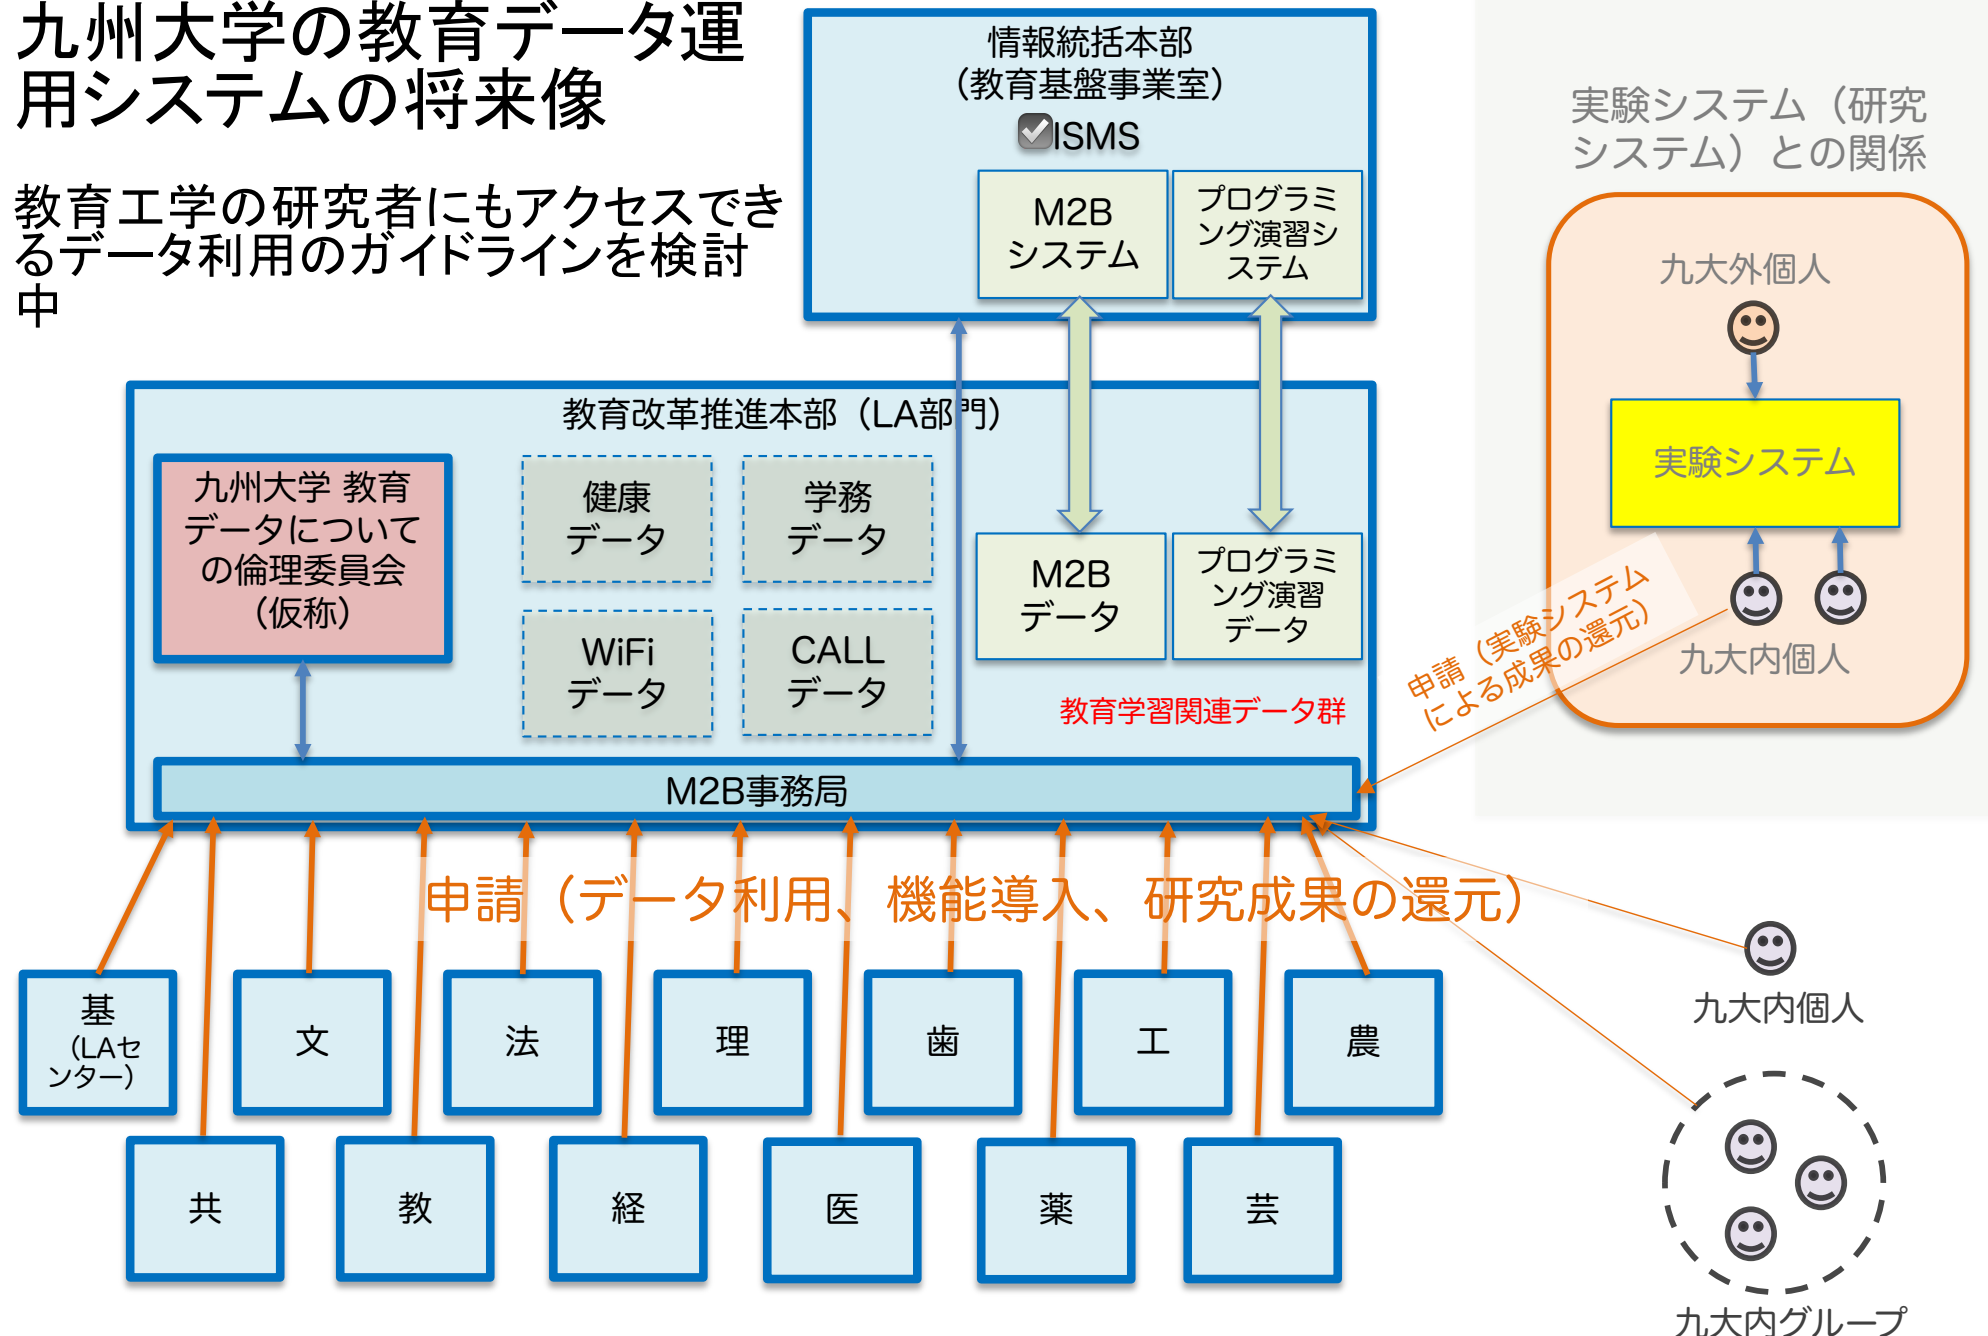 九州大学の教育データ運
用システムの将来像
教育工学の研究者にもアクセスでき
るデータ利用のガイドラインを検討
中
情報統括本部
（教育基盤事業室）
ISMS
M2B
システム
プログラミ
ング演習シ
ステム
教育改革推進本部（LA部門）
九州大学 教育
データについて
の倫理委員会
（仮称）
健康
データ
学務
データ
WiFi
データ
CALL
データ
M2B
データ
プログラミ
ング演習
データ
教育学習関連データ群
M2B事務局
申請（データ利用、機能導入、研究成果の還元）
基
（LAセ
ンター）
文
法
理
歯
工
農
共
教
経
医
薬
芸
実験システム（研究
システム）との関係
九大外個人
実験システム
九大内個人
申請（実験システム
による成果の還元）
九大内個人
九大内グループ